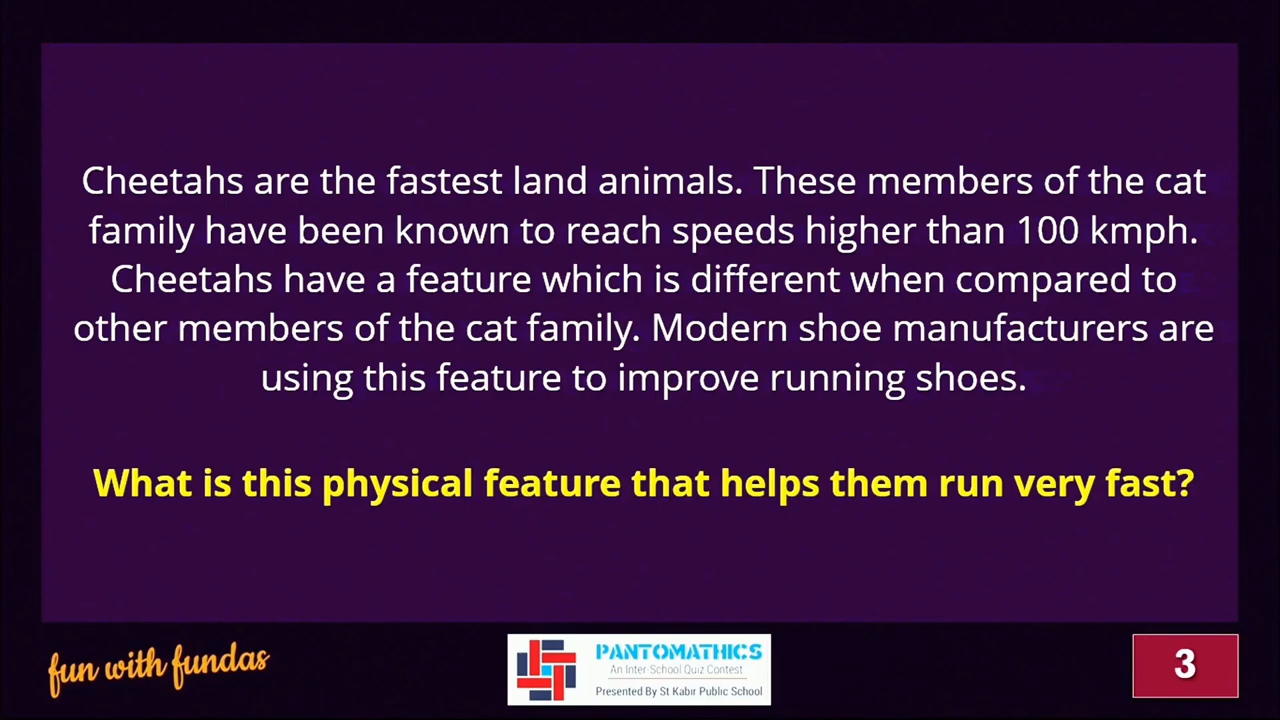 Cheetahs are the fastest land animals. These members of the cat
family have been known to reach speeds higher than 100 kmph.
Cheetahs have a feature which is different when compared to
other members of the cat family. Modern shoe manufacturers are
using this feature to improve running shoes.
What is this physical feature that helps them run very fast?
fun with fundas
PANTOMATHICS
An Inter-School Quiz Contest
Presented By St Kabir Public School
3